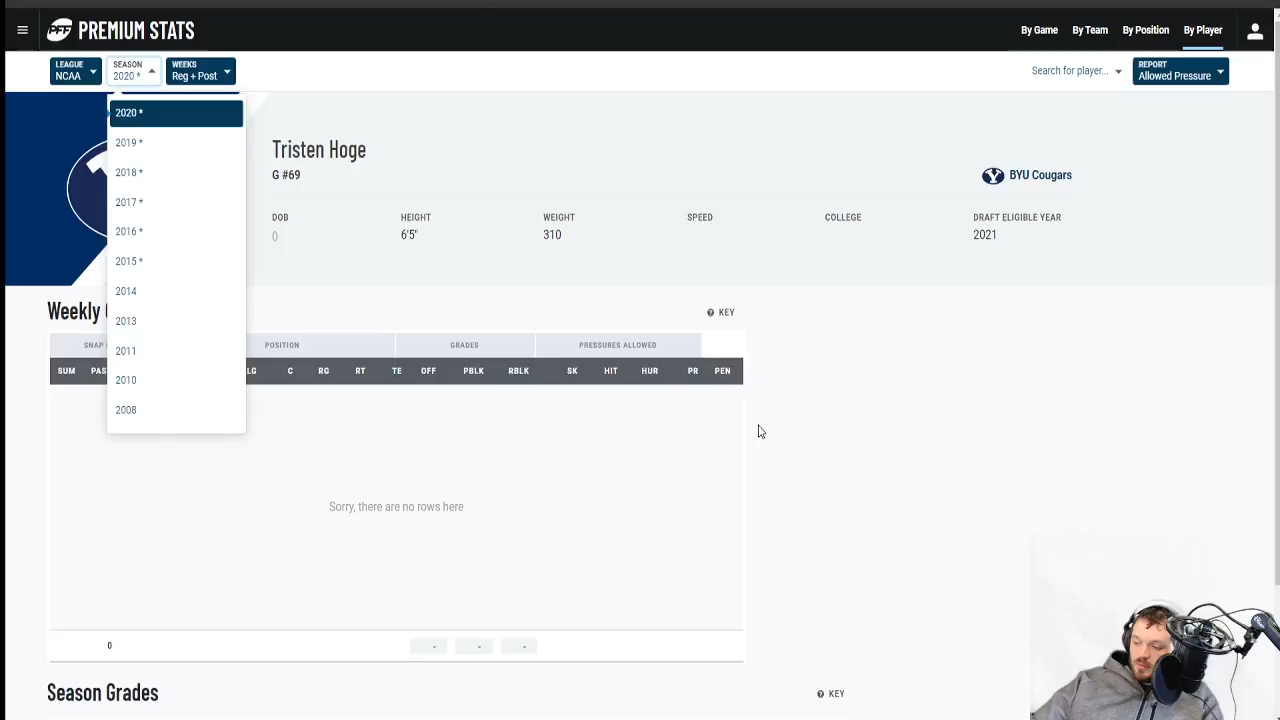 PFF PREMIUM STATS
By Game By Team By Position By Player
LEAGUE
NCAA
SEASON
2020 *
WEEKS
Reg + Post
Search for player...
REPORT
Allowed Pressure
2020 *
2019 *
2018 *
2017 *
2016 *
2015 *
2014
2013
2011
2010
2008
Tristen Hoge
G #69
BYU Cougars
DOB HEIGHT WEIGHT SPEED COLLEGE DRAFT ELIGIBLE YEAR
() 6'5" 310 2021
Weekly
KEY
SNAP POSITION GRADES PRESSURES ALLOWED
SUM PAS LG C RG RT TE OFF PBLK RBLK SK HIT HUR PR PEN
Sorry, there are no rows here
0 - - -
Season Grades
KEY